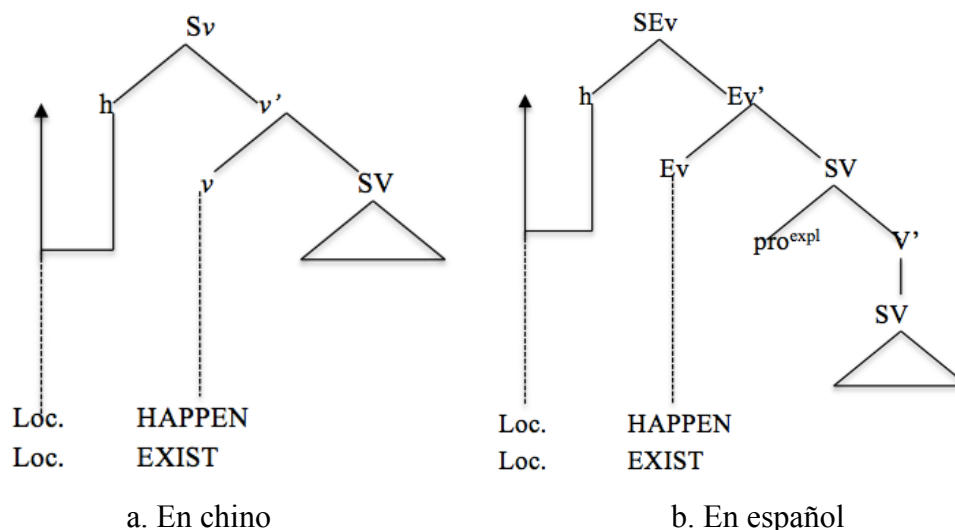 Sv
h v'
v SV
Loc. HAPPEN
Loc. EXIST
a. En chino
SEv
h Ev'
Ev SV
pro^expl V'
SV
Loc. HAPPEN
Loc. EXIST
b. En español